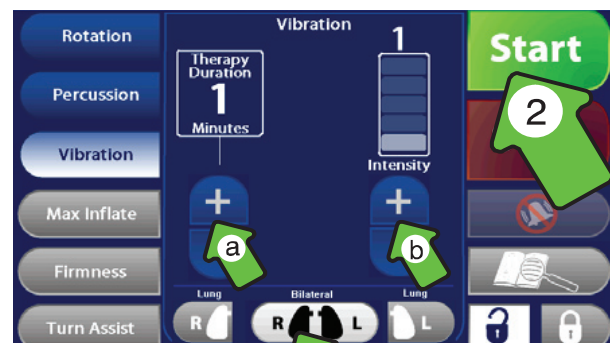 Rotation
Percussion
Vibration
Max Inflate
Firmness
Turn Assist
Vibration
Therapy
Duration
1
Minutes
+
a
1
Intensity
+
b
Lung
R
Bilateral
R L
Lung
L
Start
2